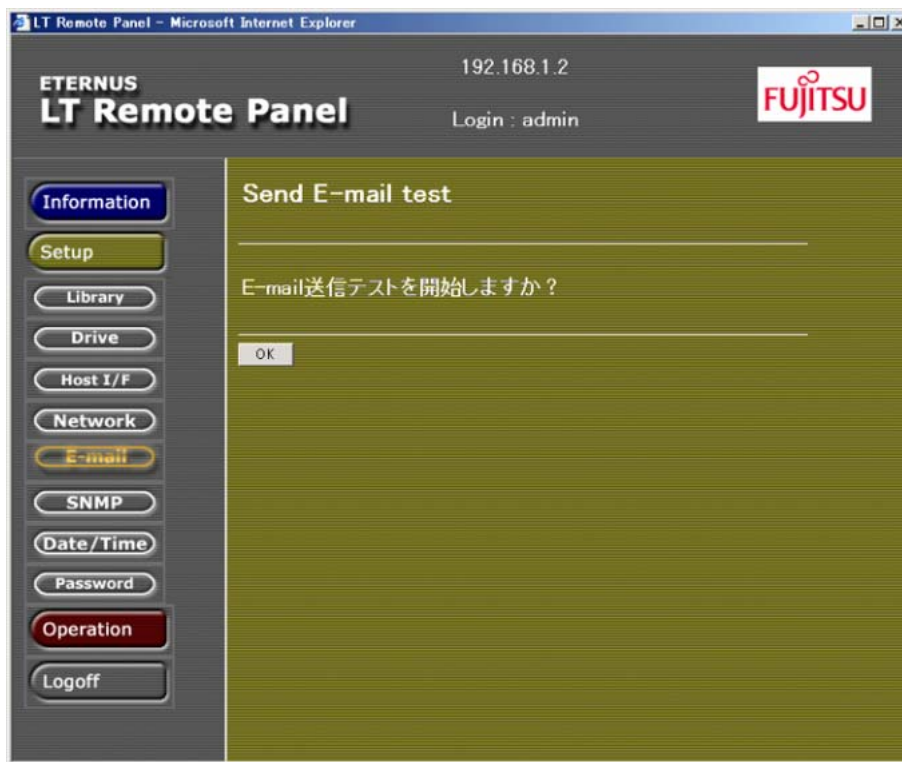 LT Remote Panel - Microsoft Internet Explorer
ETERNUS
LT Remote Panel
192.168.1.2
Login : admin
FUJITSU
Information
Setup
Library
Drive
Host I/F
Network
E-mail
SNMP
Date/Time
Password
Operation
Logoff
Send E-mail test
E-mail送信テストを開始しますか？
OK